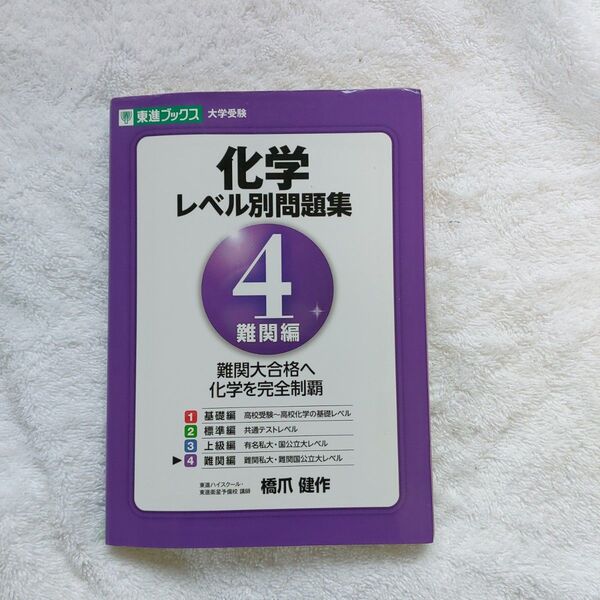 東進ブックス 大学受験
化学
レベル別問題集
4
難関編
難関大合格へ
化学を完全制覇
1 基礎編 高校受験～高校化学の基礎レベル
2 標準編 共通テストレベル
3 上級編 有名私大・国公立大レベル
▶4 難関編 難関私大・難関国公立大レベル
東進ハイスクール・
東進衛星予備校 講師
橋爪 健作